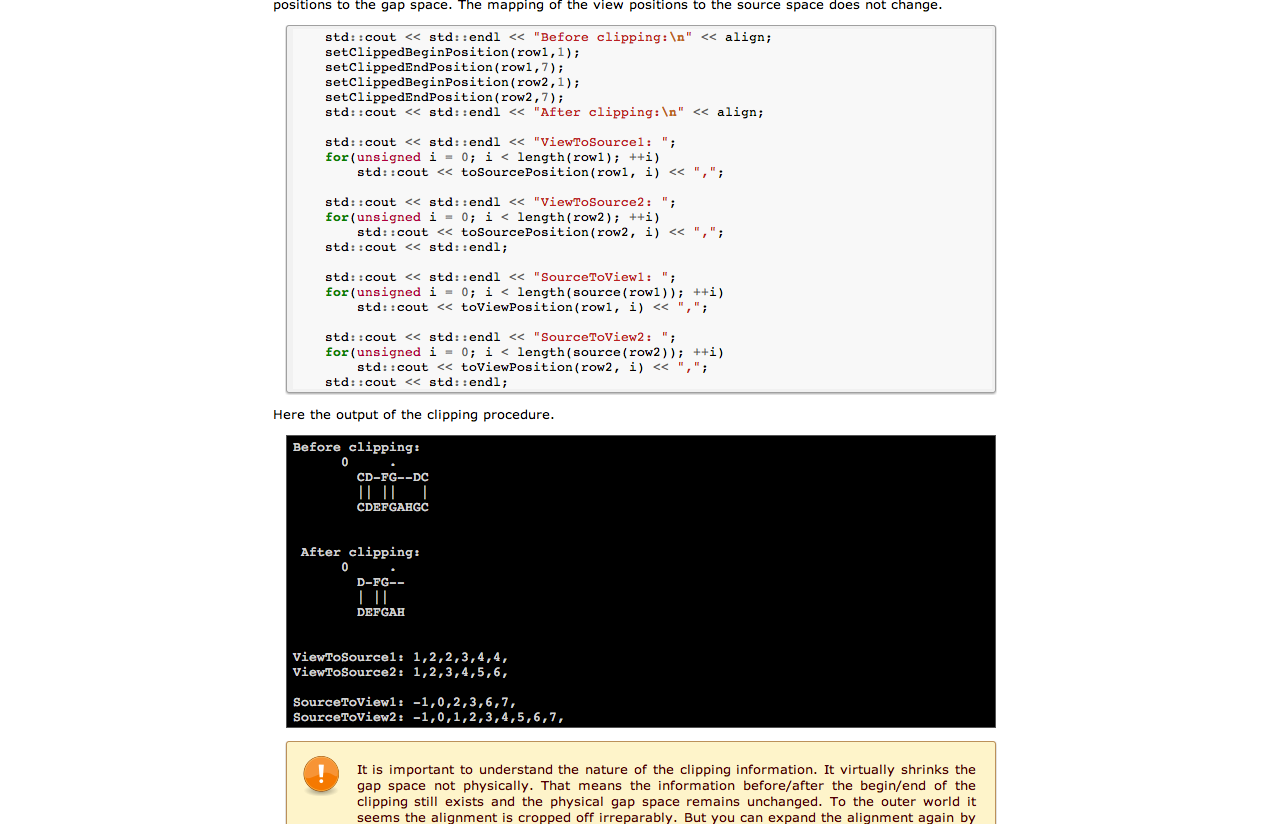 positions to the gap space. The mapping of the view positions to the source space does not change.
std::cout << std::endl << "Before clipping:\n" << align;
setClippedBeginPosition(row1,1);
setClippedEndPosition(row1,7);
setClippedBeginPosition(row2,1);
setClippedEndPosition(row2,7);
std::cout << std::endl << "After clipping:\n" << align;
std::cout << std::endl << "ViewToSource1: ";
for(unsigned i = 0; i < length(row1); ++i)
std::cout << toSourcePosition(row1, i) << ",";
std::cout << std::endl << "ViewToSource2: ";
for(unsigned i = 0; i < length(row2); ++i)
std::cout << toSourcePosition(row2, i) << ",";
std::cout << std::endl;
std::cout << std::endl << "SourceToView1: ";
for(unsigned i = 0; i < length(source(row1)); ++i)
std::cout << toViewPosition(row1, i) << ",";
std::cout << std::endl << "SourceToView2: ";
for(unsigned i = 0; i < length(source(row2)); ++i)
std::cout << toViewPosition(row2, i) << ",";
std::cout << std::endl;
Here the output of the clipping procedure.
Before clipping:
0     .
CD-FG--DC
|| ||   |
CDEFGAHGC
After clipping:
0     .
D-FG--
| ||
DEFGAH
ViewToSource1: 1,2,2,3,4,4,
ViewToSource2: 1,2,3,4,5,6,
SourceToView1: -1,0,2,3,6,7,
SourceToView2: -1,0,1,2,3,4,5,6,7,
It is important to understand the nature of the clipping information. It virtually shrinks the
gap space not physically. That means the information before/after the begin/end of the
clipping still exists and the physical gap space remains unchanged. To the outer world it
seems the alignment is cropped off irreparably. But you can expand the alignment again by